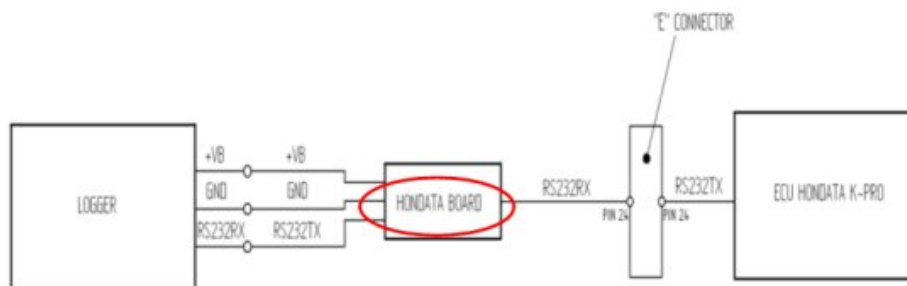 "E" CONNECTOR
+VB +VB
GND GND
RS232RX RS232TX
LOGGER
HONDATA BOARD
RS232RX
RS232TX
PIN 24 PIN 24
ECU HONDATA K-PRO